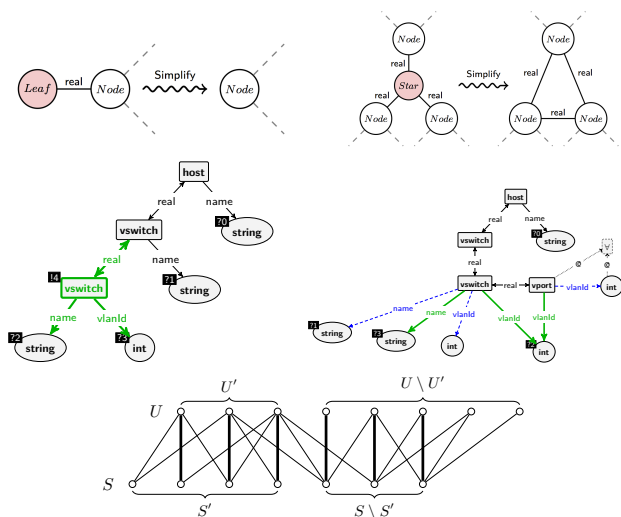 Leaf
real
Node
Simplify
Node
Node
real
Star
real
real
Node
Node
Simplify
Node
real
real
real
Node
Node
host
real
name
vswitch
?0
string
real
name
!4
vswitch
?1
string
name
vlanId
?2
string
?3
int
host
real
name
vswitch
?0
string
real
@
@
vswitch
real
vport
vlanId
int
name
name
vlanId
vlanId
vlanId
?1
string
?3
string
int
?2
int
U′
U \ U′
U
S
S′
S \ S′